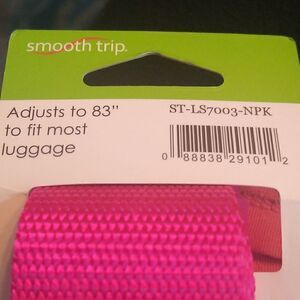 smooth trip.
Adjusts to 83"
to fit most
luggage
ST-LS7003-NPK
0 88838 29101 2